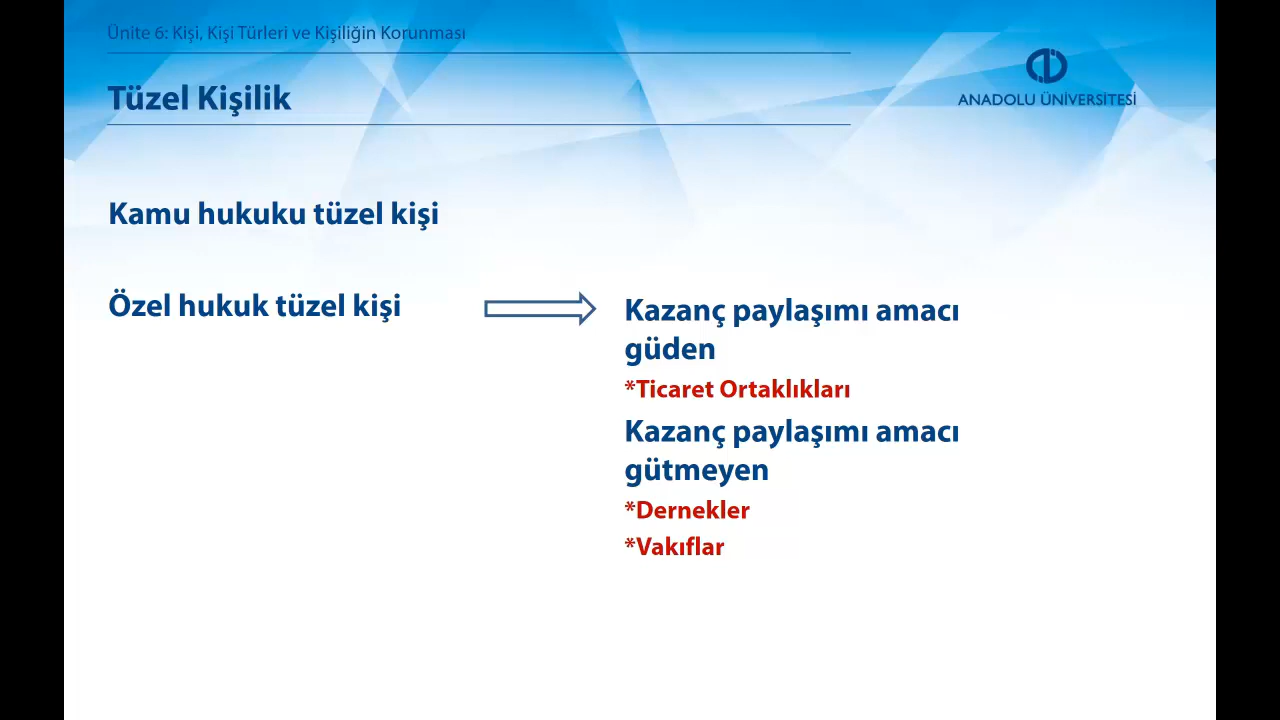 Ünite 6: Kişi, Kişi Türleri ve Kişiliğin Korunması
Tüzel Kişilik
ANADOLU ÜNİVERSİTESİ
Kamu hukuku tüzel kişi
Özel hukuk tüzel kişi
Kazanç paylaşımı amacı
güden
*Ticaret Ortaklıkları
Kazanç paylaşımı amacı
gütmeyen
*Dernekler
*Vakıflar